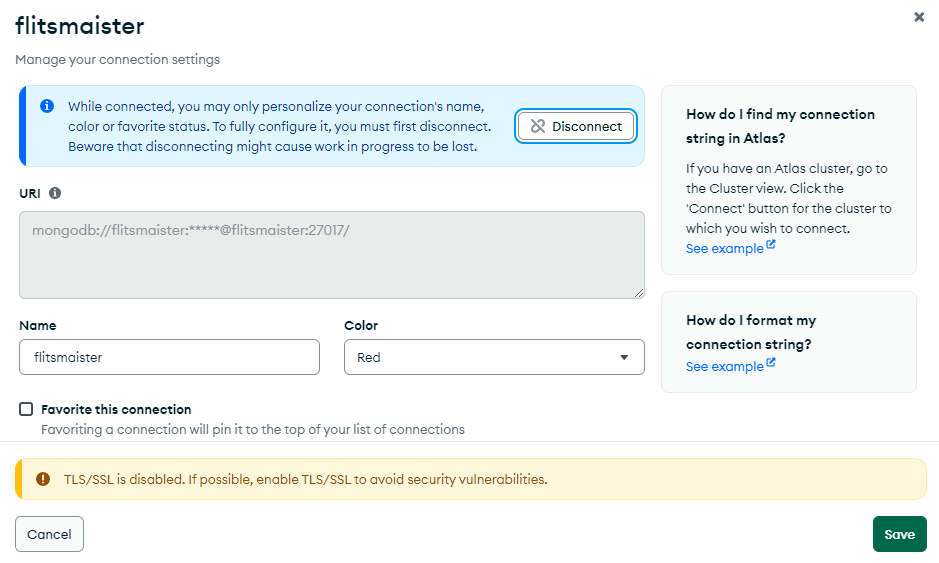 flitsmaister
Manage your connection settings
While connected, you may only personalize your connection's name,
color or favorite status. To fully configure it, you must first disconnect.
Beware that disconnecting might cause work in progress to be lost.
Disconnect
URI
mongodb://flitsmaister:*****@flitsmaister:27017/
Name
Color
flitsmaister
Red
Favorite this connection
Favoriting a connection will pin it to the top of your list of connections
How do I find my connection
string in Atlas?
If you have an Atlas cluster, go to
the Cluster view. Click the
'Connect' button for the cluster to
which you wish to connect.
See example
How do I format my
connection string?
See example
TLS/SSL is disabled. If possible, enable TLS/SSL to avoid security vulnerabilities.
Cancel
Save